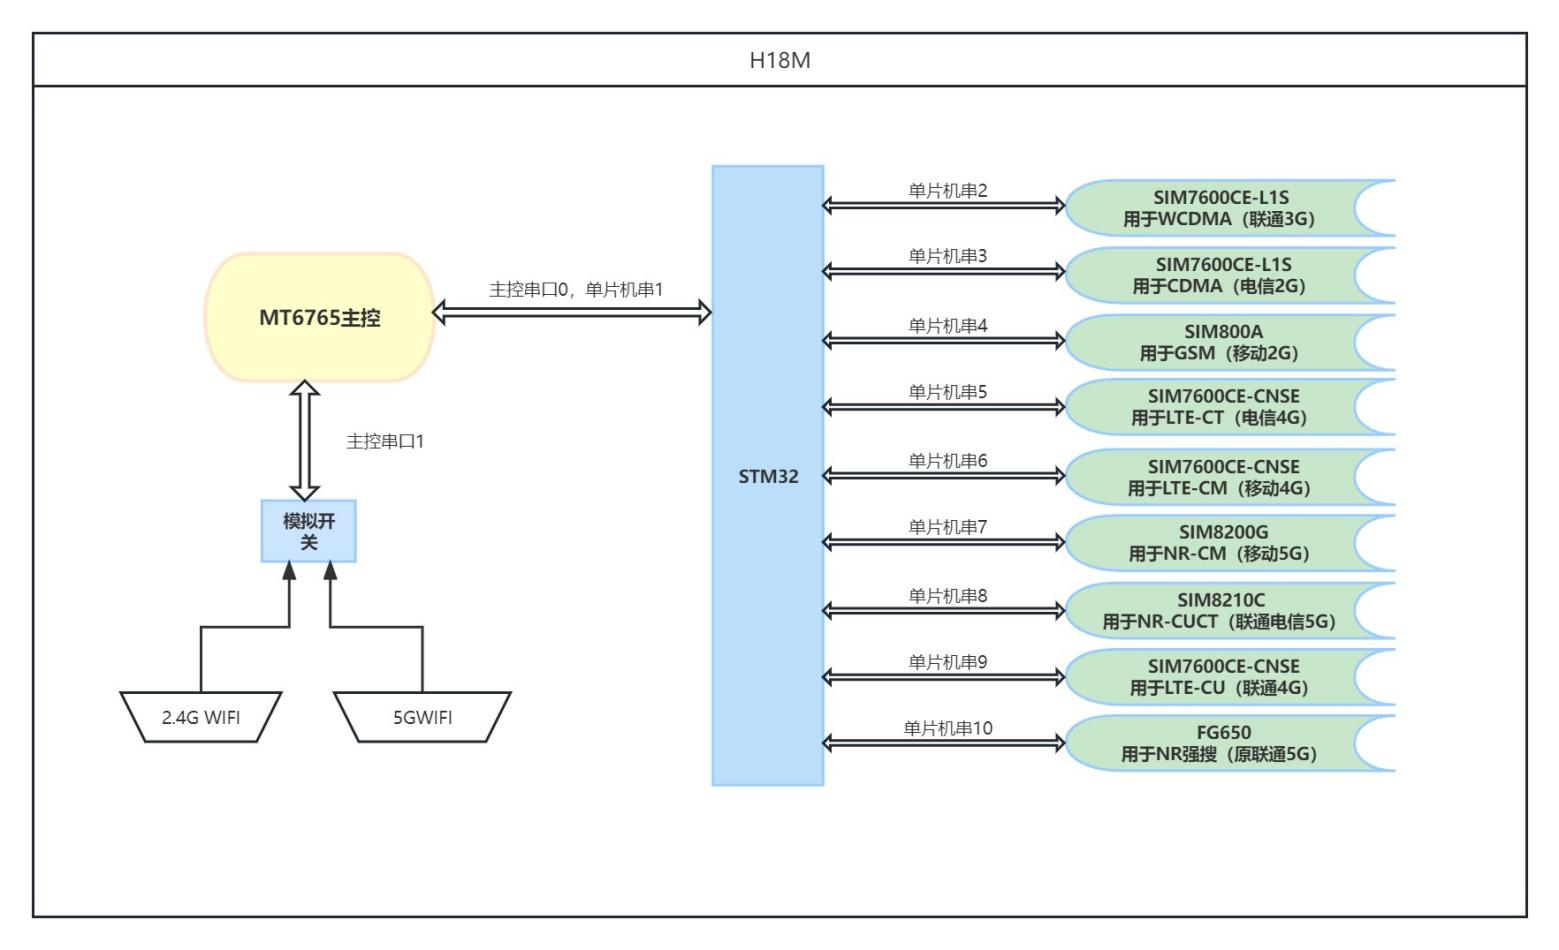 H18M
MT6765主控
主控串口0，单片机串1
主控串口1
模拟开
关
2.4G WIFI
5GWIFI
STM32
单片机串2
SIM7600CE-L1S
用于WCDMA（联通3G）
单片机串3
SIM7600CE-L1S
用于CDMA（电信2G）
单片机串4
SIM800A
用于GSM（移动2G）
单片机串5
SIM7600CE-CNSE
用于LTE-CT（电信4G）
单片机串6
SIM7600CE-CNSE
用于LTE-CM（移动4G）
单片机串7
SIM8200G
用于NR-CM（移动5G）
单片机串8
SIM8210C
用于NR-CUCT（联通电信5G）
单片机串9
SIM7600CE-CNSE
用于LTE-CU（联通4G）
单片机串10
FG650
用于NR强搜（原联通5G）